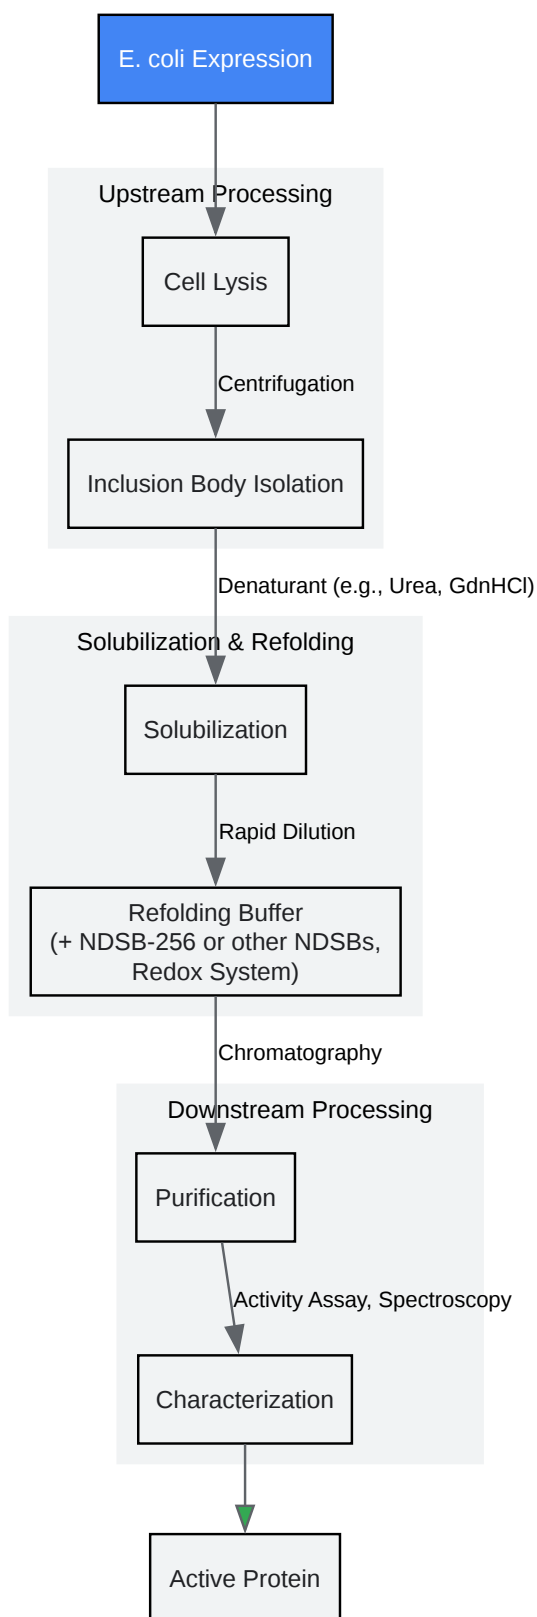 E. coli Expression
Upstream Processing
Cell Lysis
Centrifugation
Inclusion Body Isolation
Denaturant (e.g., Urea, GdnHCl)
Solubilization & Refolding
Solubilization
Rapid Dilution
Refolding Buffer
(+ NDSB-256 or other NDSBs,
Redox System)
Chromatography
Downstream Processing
Purification
Activity Assay, Spectroscopy
Characterization
Active Protein